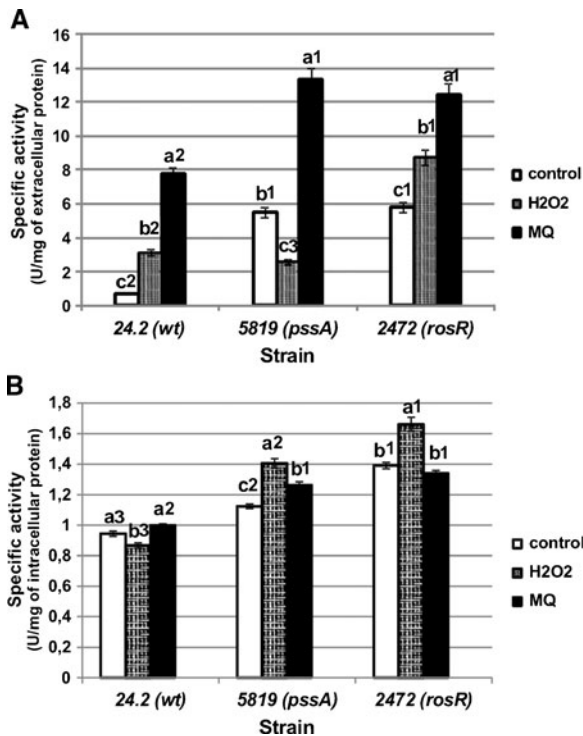 A
Specific activity
(U/mg of extracellular protein)
16
14
12
10
8
6
4
2
0
c2 b2 a2 b1 c3 a1 c1 b1 a1
24.2 (wt) 5819 (pssA) 2472 (rosR)
Strain
control
H2O2
MQ
B
Specific activity
(U/mg of intracellular protein)
1,8
1,6
1,4
1,2
1
0,8
0,6
0,4
0,2
0
a3 b3 a2 c2 a2 b1 b1 a1 b1
24.2 (wt) 5819 (pssA) 2472 (rosR)
Strain
control
H2O2
MQ